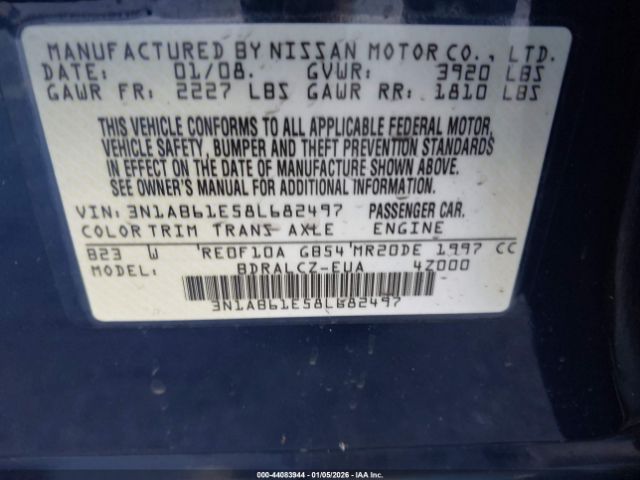 MANUFACTURED BY NISSAN MOTOR CO., LTD.
DATE: 01/08. GVWR: 3920 LBS
GAWR FR: 2227 LBS GAWR RR: 1810 LBS
THIS VEHICLE CONFORMS TO ALL APPLICABLE FEDERAL MOTOR
VEHICLE SAFETY, BUMPER AND THEFT PREVENTION STANDARDS
IN EFFECT ON THE DATE OF MANUFACTURE SHOWN ABOVE.
SEE OWNER'S MANUAL FOR ADDITIONAL INFORMATION.
VIN: 3N1AB61E58L682497 PASSENGER CAR.
COLOR TRIM TRANS AXLE ENGINE
B23 W 'RE0F10A GB54'MR20DE 1997 CC
MODEL: BDRALCZ-EUA 4Z000
3N1AB61E58L682497
000-44083944 | 01/05/2026 - IAA Inc.